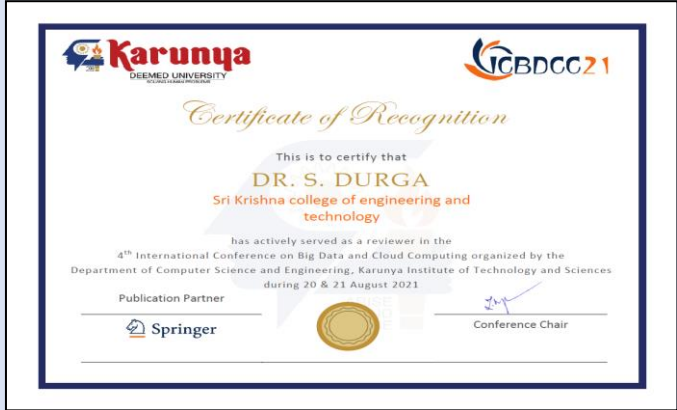 Karunya
DEEMED UNIVERSITY
SOLVING HUMAN PROBLEMS
ICBDCC21
Certificate of Recognition
This is to certify that
DR. S. DURGA
Sri Krishna college of engineering and
technology
has actively served as a reviewer in the
4th International Conference on Big Data and Cloud Computing organized by the
Department of Computer Science and Engineering, Karunya Institute of Technology and Sciences
during 20 & 21 August 2021
Publication Partner
Springer
Conference Chair